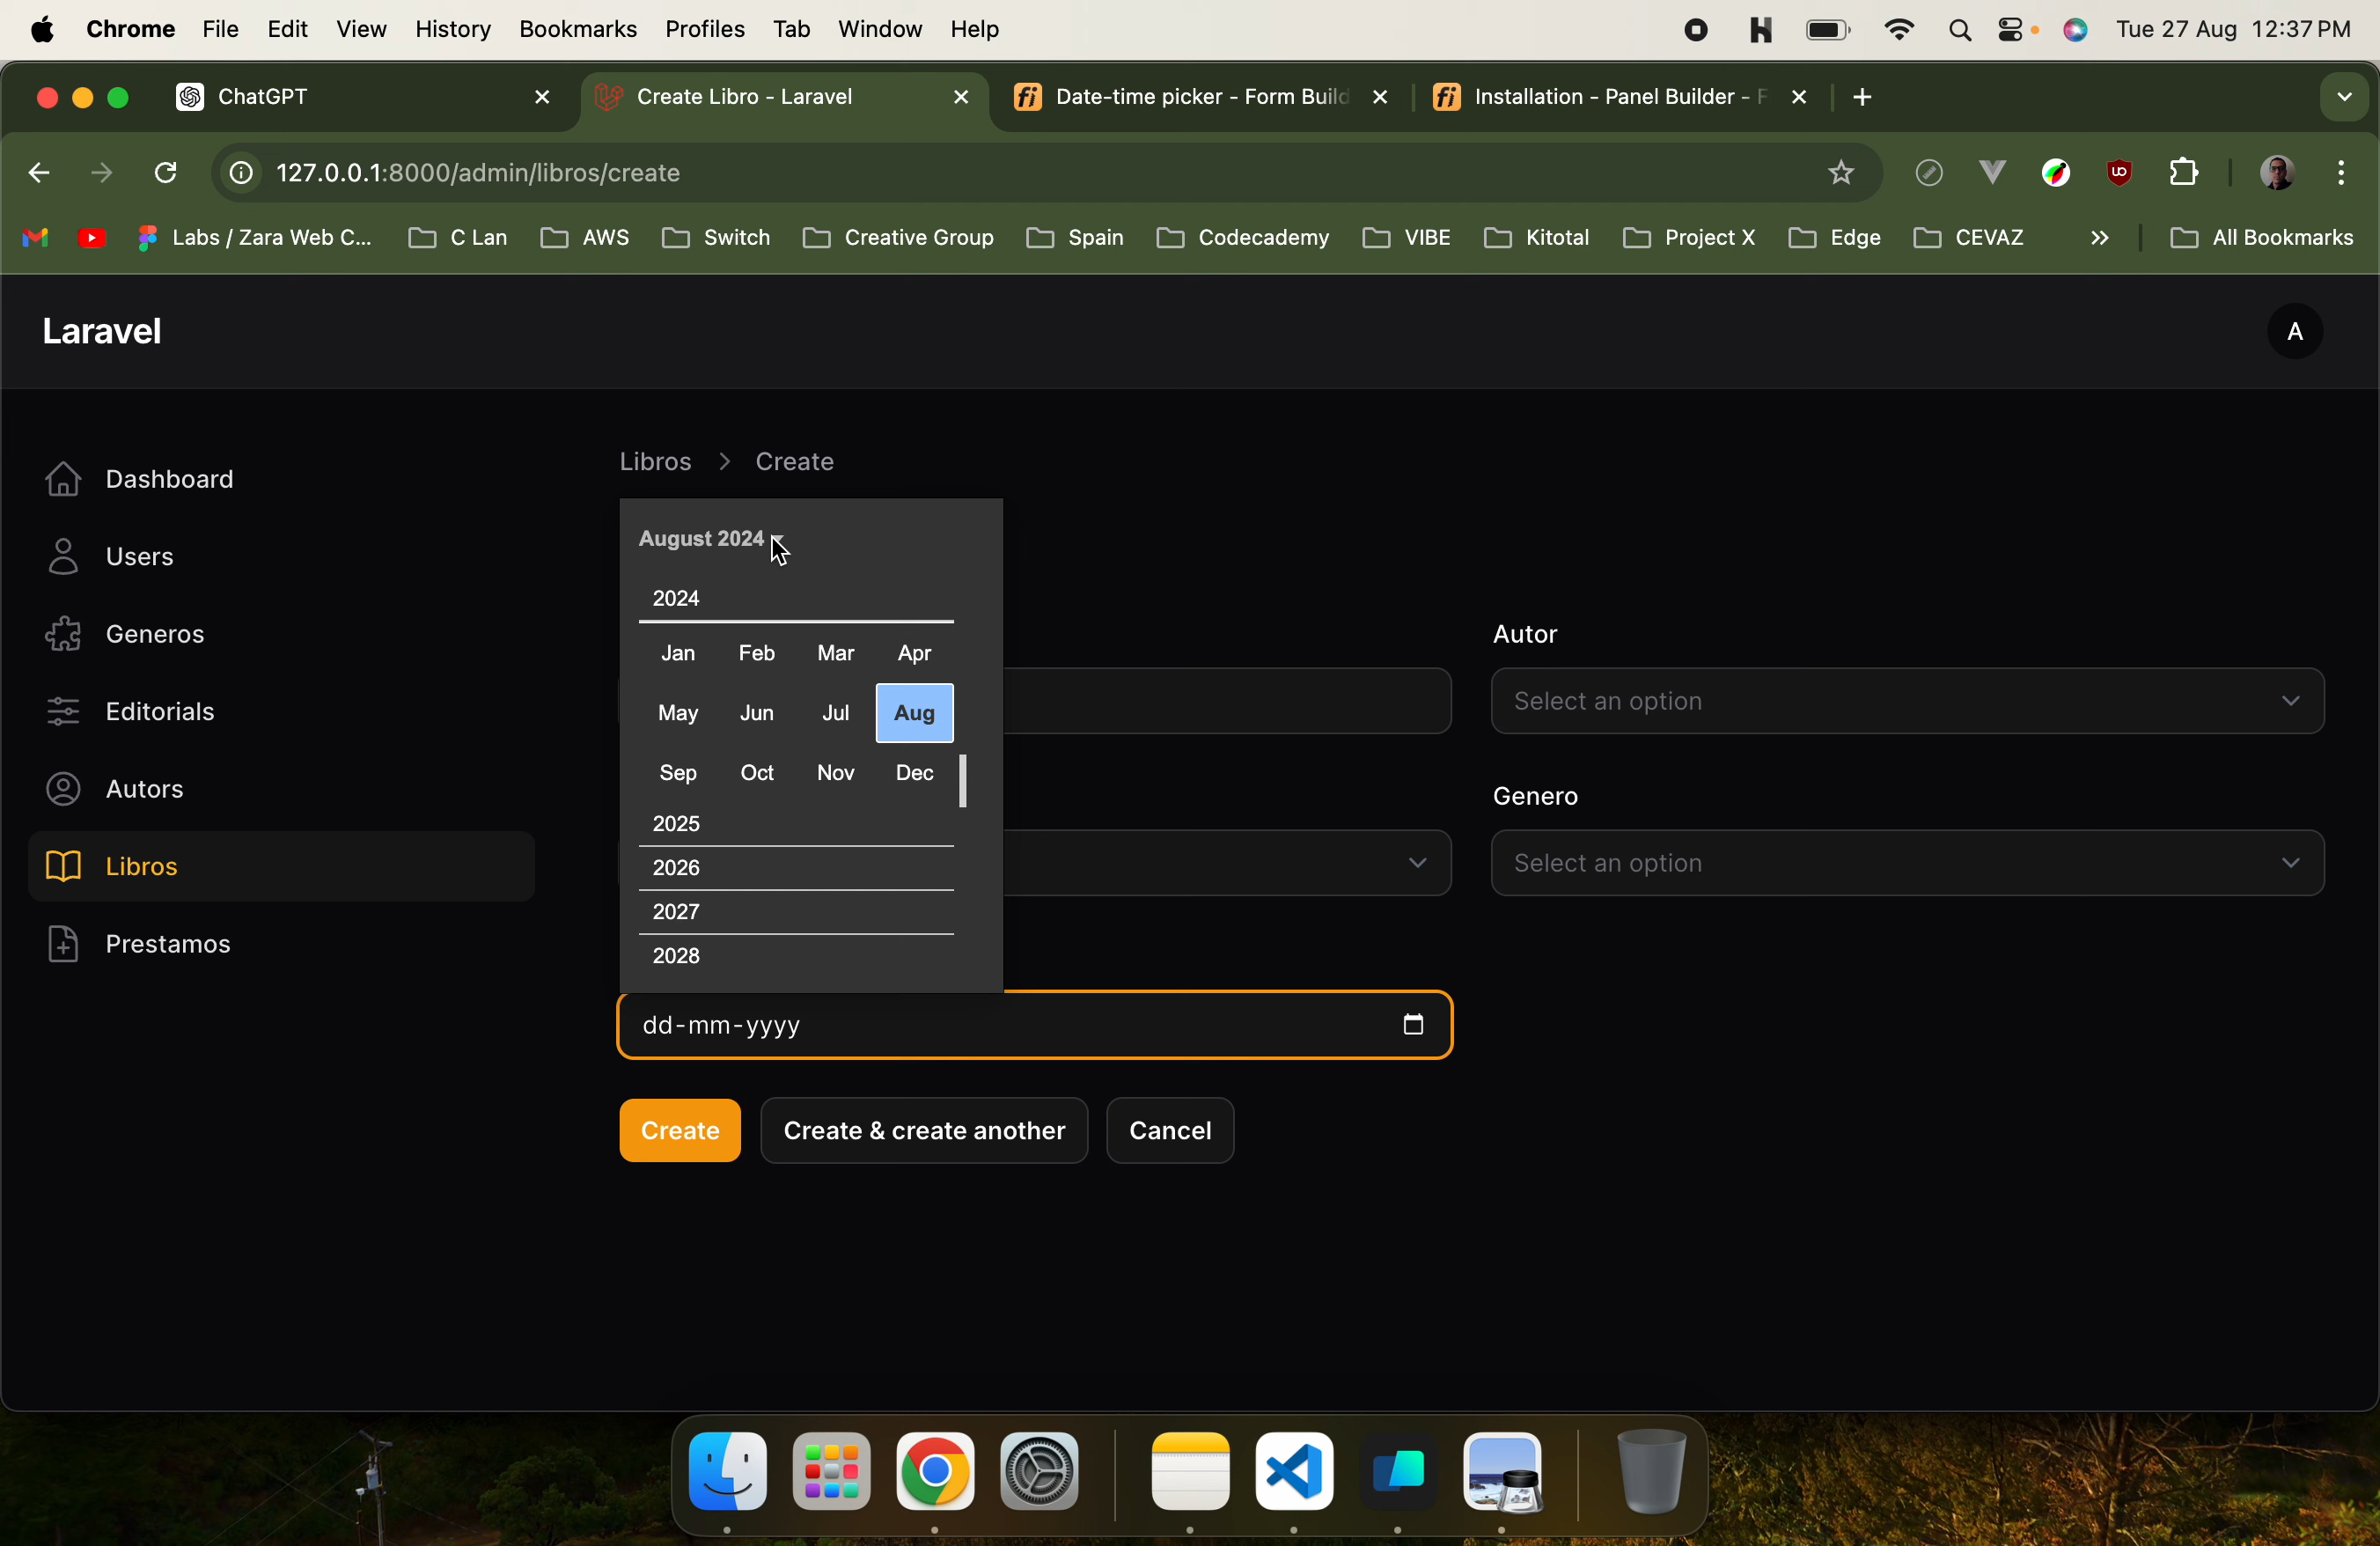 Chrome File Edit View History Bookmarks Profiles Tab Window Help Tue 27 Aug 12:37 PM
ChatGPT Create Libro - Laravel Date-time picker - Form Build Installation - Panel Builder - F
127.0.0.1:8000/admin/libros/create
Labs / Zara Web C... C Lan AWS Switch Creative Group Spain Codecademy VIBE Kitotal Project X Edge CEVAZ » All Bookmarks
Laravel A
Dashboard
Users
Generos
Editorials
Autors
Libros
Prestamos
Libros > Create
August 2024
2024
Jan Feb Mar Apr
May Jun Jul Aug
Sep Oct Nov Dec
2025
2026
2027
2028
Autor
Select an option
Genero
Select an option
dd-mm-yyyy
Create Create & create another Cancel